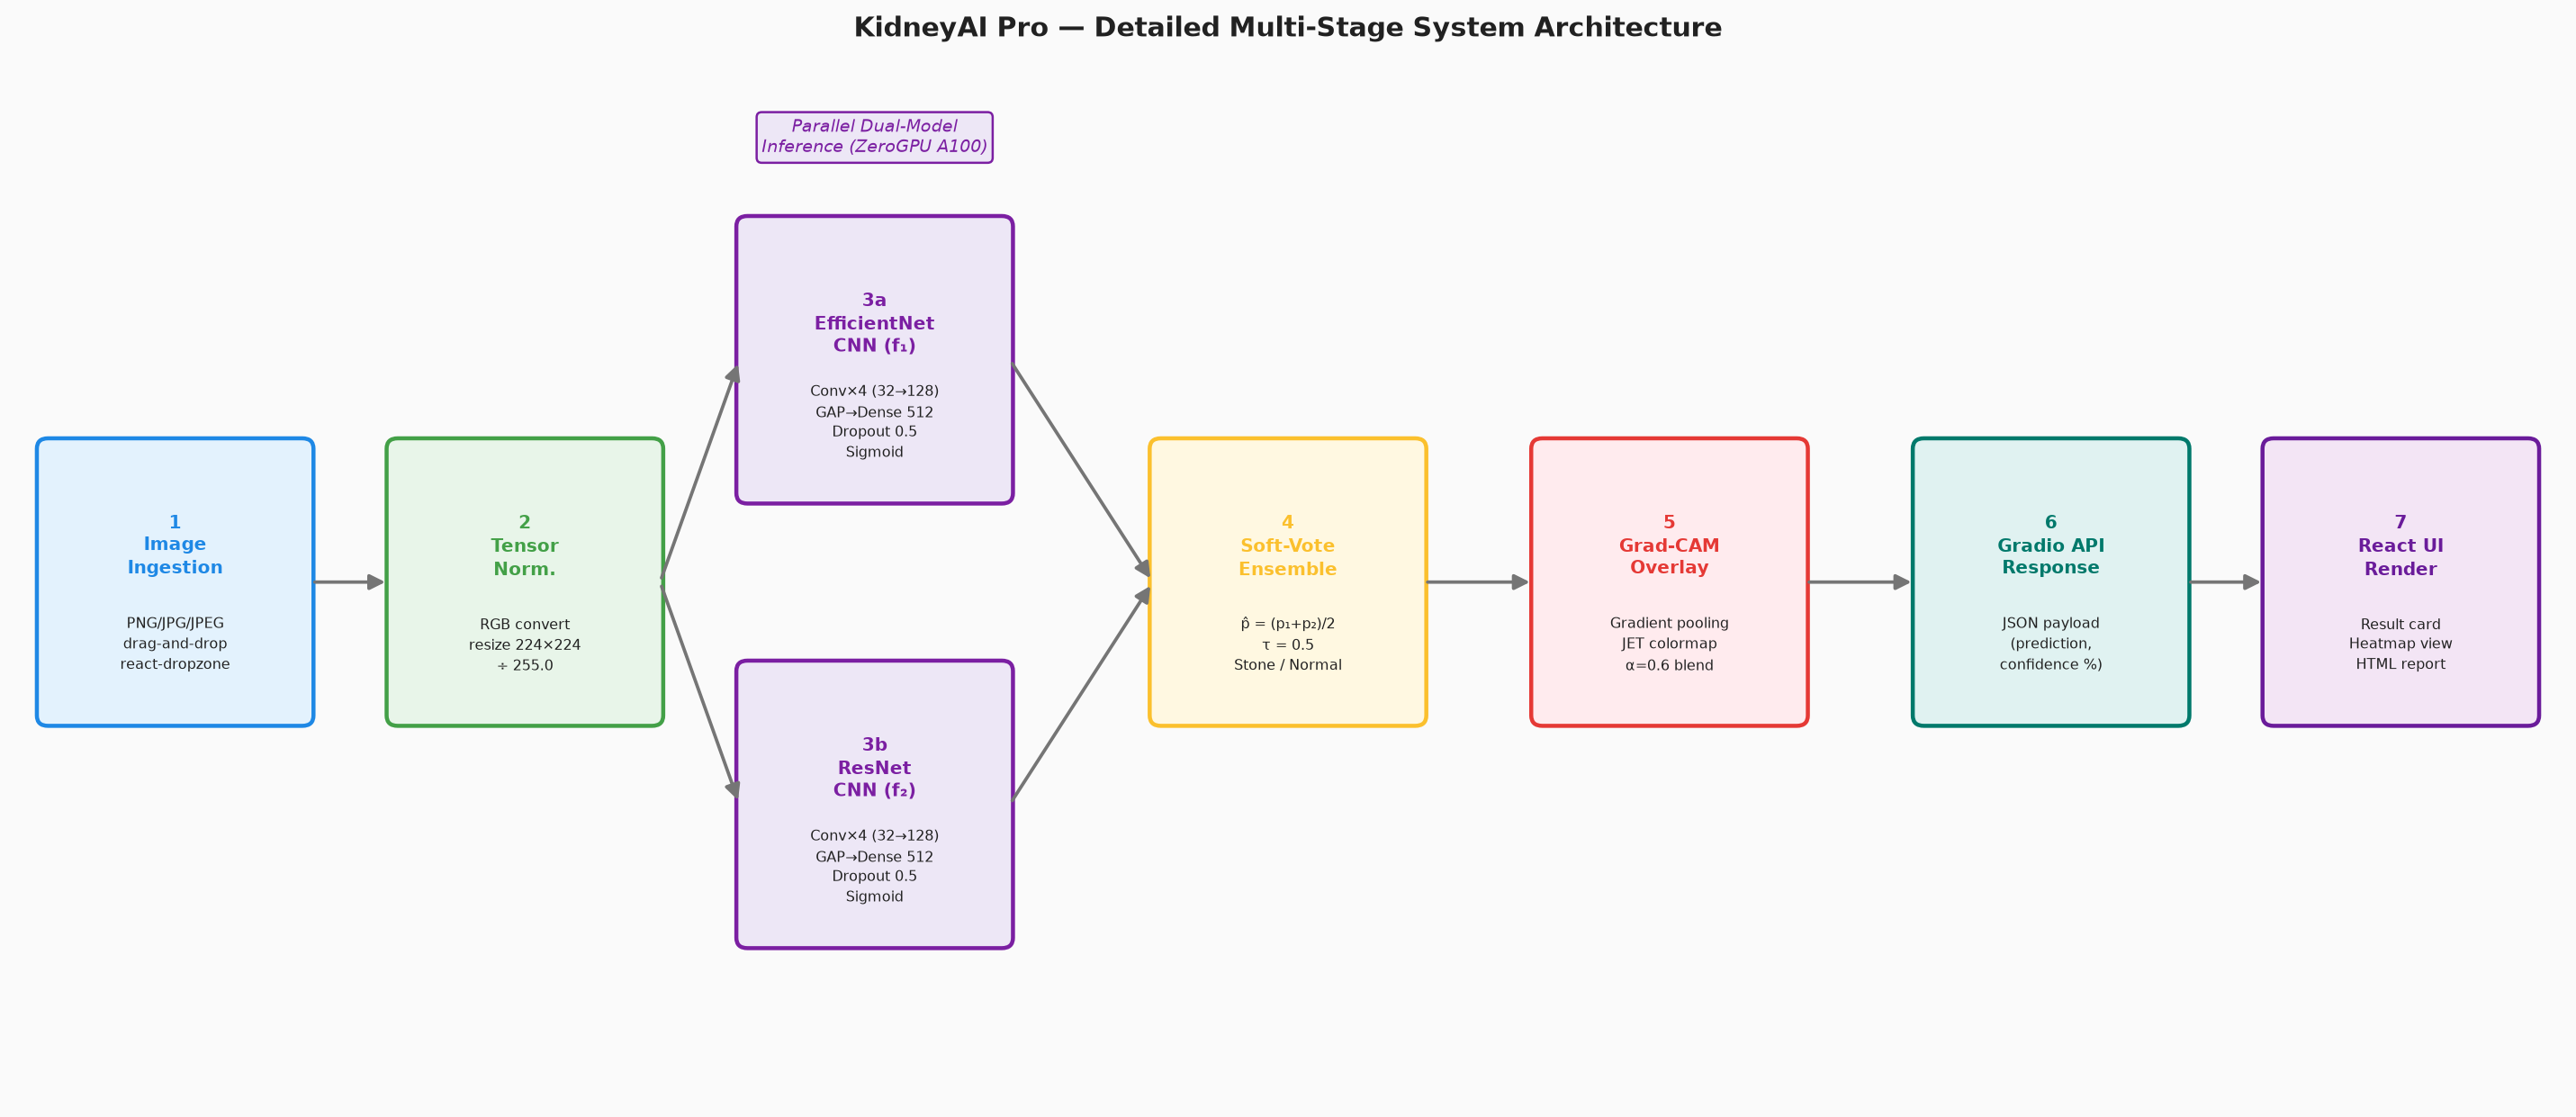 KidneyAI Pro — Detailed Multi-Stage System Architecture
Parallel Dual-Model
Inference (ZeroGPU A100)
1
Image
Ingestion
PNG/JPG/JPEG
drag-and-drop
react-dropzone
2
Tensor
Norm.
RGB convert
resize 224×224
÷ 255.0
3a
EfficientNet
CNN (f₁)
Conv×4 (32→128)
GAP→Dense 512
Dropout 0.5
Sigmoid
3b
ResNet
CNN (f₂)
Conv×4 (32→128)
GAP→Dense 512
Dropout 0.5
Sigmoid
4
Soft-Vote
Ensemble
p̂ = (p₁+p₂)/2
τ = 0.5
Stone / Normal
5
Grad-CAM
Overlay
Gradient pooling
JET colormap
α=0.6 blend
6
Gradio API
Response
JSON payload
(prediction,
confidence %)
7
React UI
Render
Result card
Heatmap view
HTML report